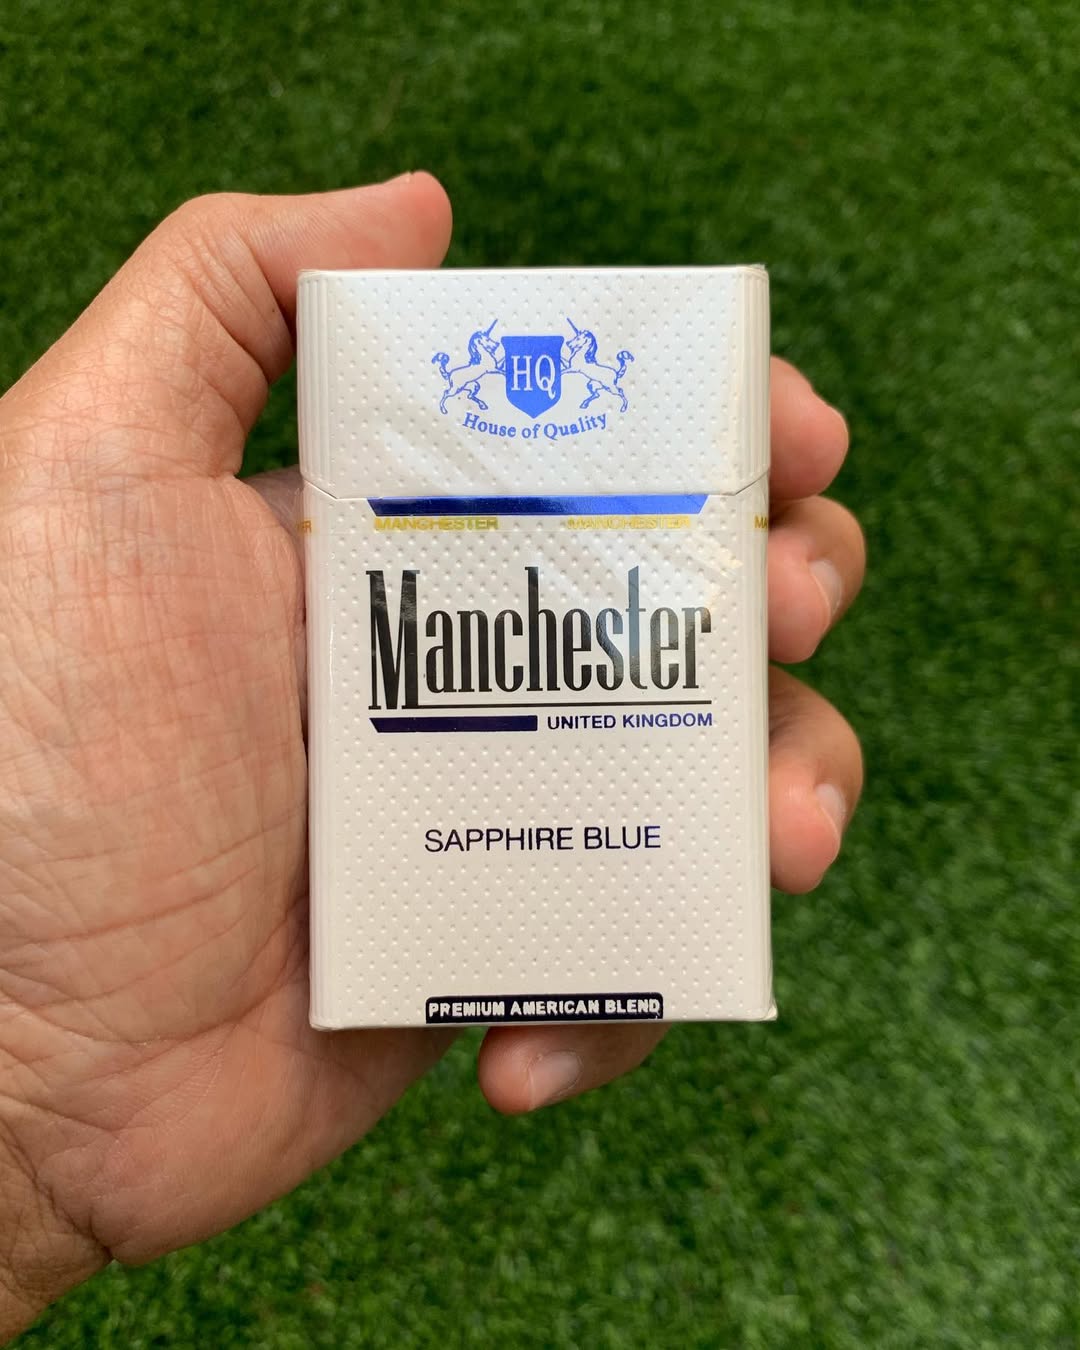 HQ
House of Quality
MANCHESTER MANCHESTER
Manchester
UNITED KINGDOM
SAPPHIRE BLUE
PREMIUM AMERICAN BLEND